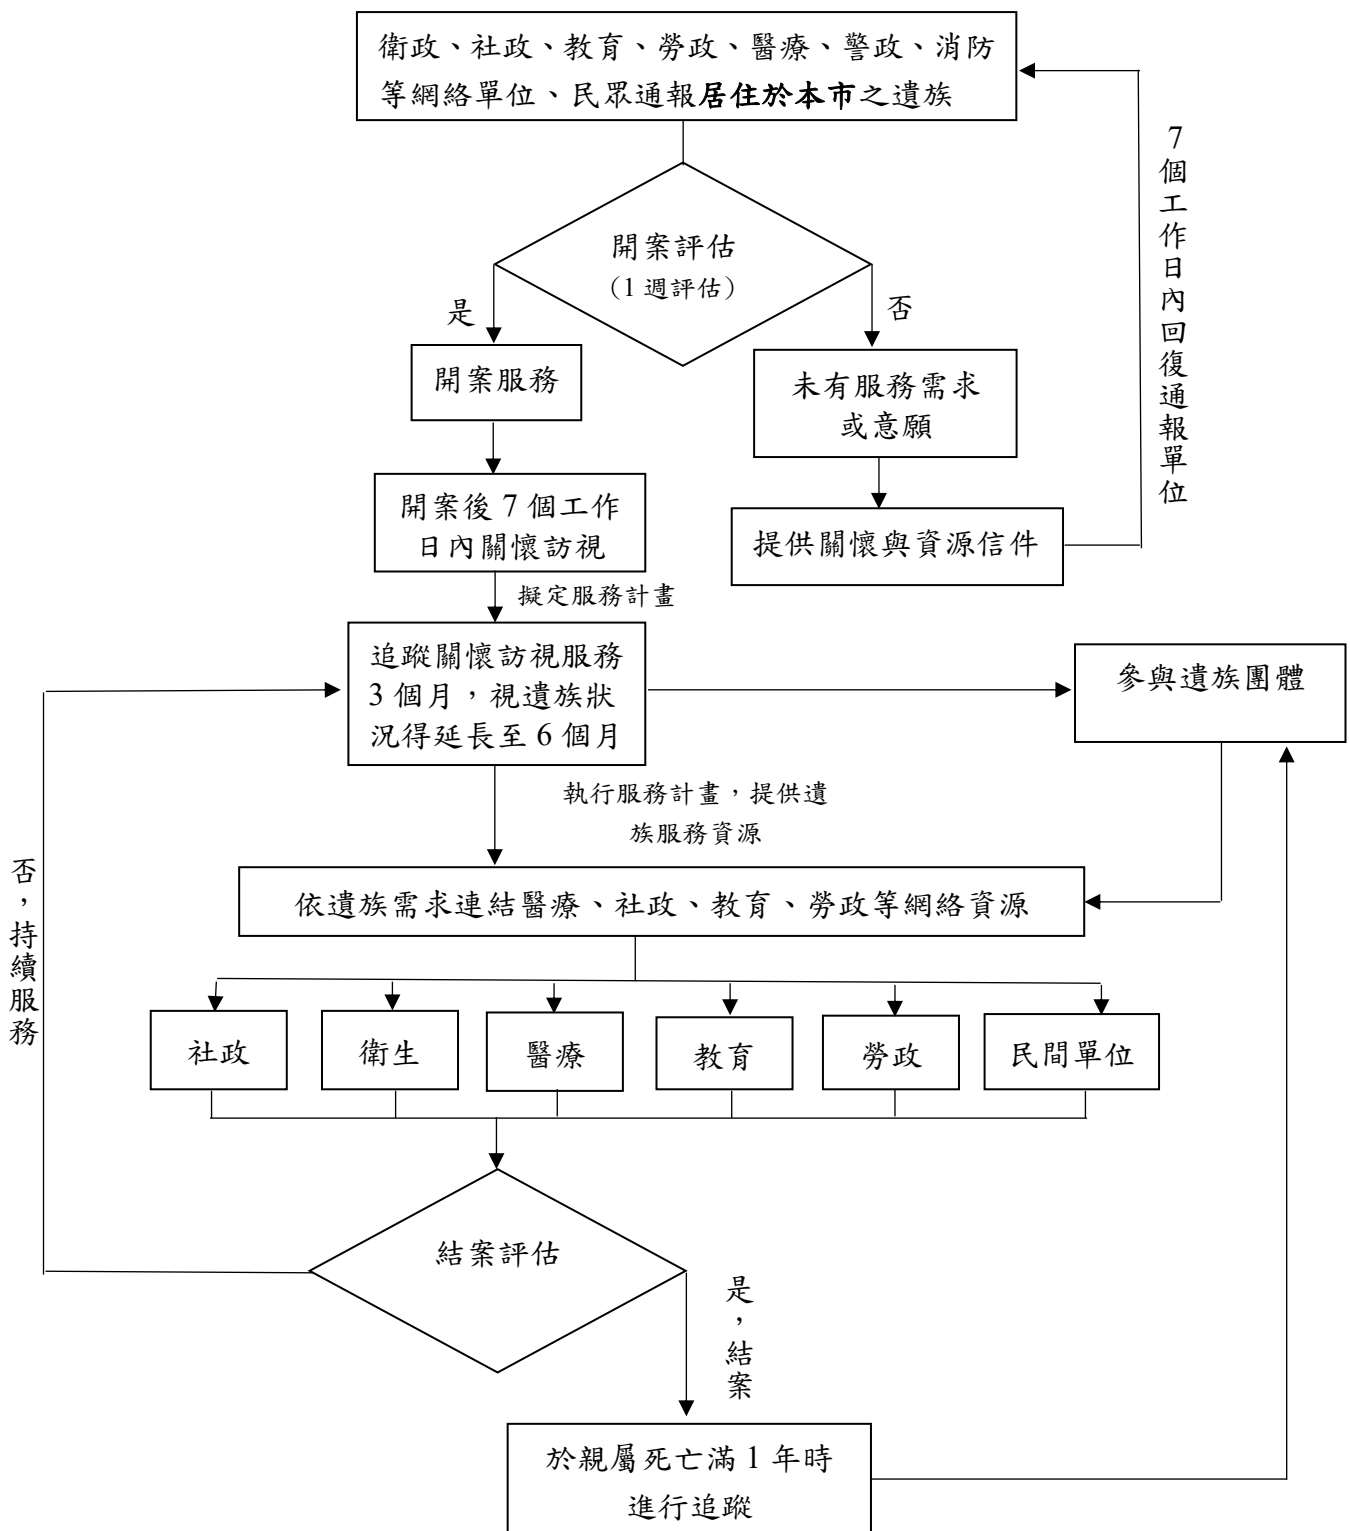 衛政、社政、教育、勞政、醫療、警政、消防
等網絡單位、民眾通報居住於本市之遺族
7個工作日內回復通報單位
開案評估
(1 週評估)
是
否
開案服務
未有服務需求
或意願
開案後 7 個工作
日內關懷訪視
提供關懷與資源信件
擬定服務計畫
追蹤關懷訪視服務
3 個月，視遺族狀
況得延長至 6 個月
參與遺族團體
執行服務計畫，提供遺
族服務資源
否，持續服務
依遺族需求連結醫療、社政、教育、勞政等網絡資源
社政
衛生
醫療
教育
勞政
民間單位
結案評估
是，結案
於親屬死亡滿 1 年時
進行追蹤